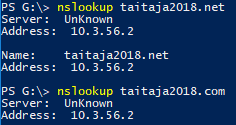 PS G:\> nslookup taitaja2018.net
Server:  UnKnown
Address:  10.3.56.2
Name:    taitaja2018.net
Address:  10.3.56.2
PS G:\> nslookup taitaja2018.com
Server:  UnKnown
Address:  10.3.56.2